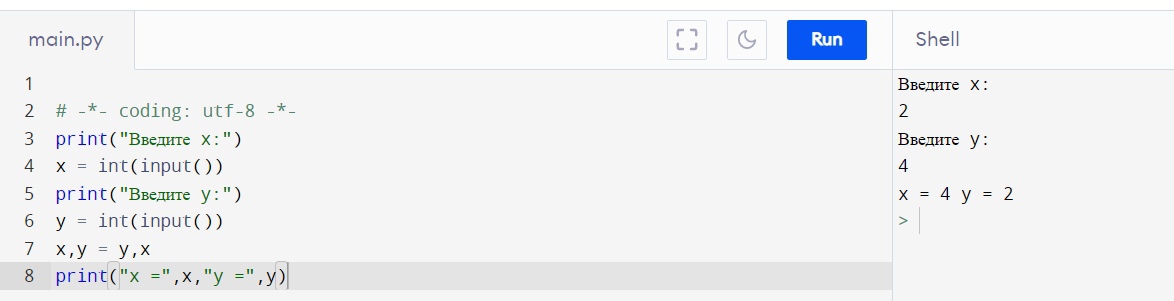 main.py
Run
Shell
1
2 # -*- coding: utf-8 -*-
3 print("Введите x:")
4 x = int(input())
5 print("Введите y:")
6 y = int(input())
7 x,y = y,x
8 print("x =",x,"y =",y)
Введите x:
2
Введите y:
4
x = 4 y = 2
>